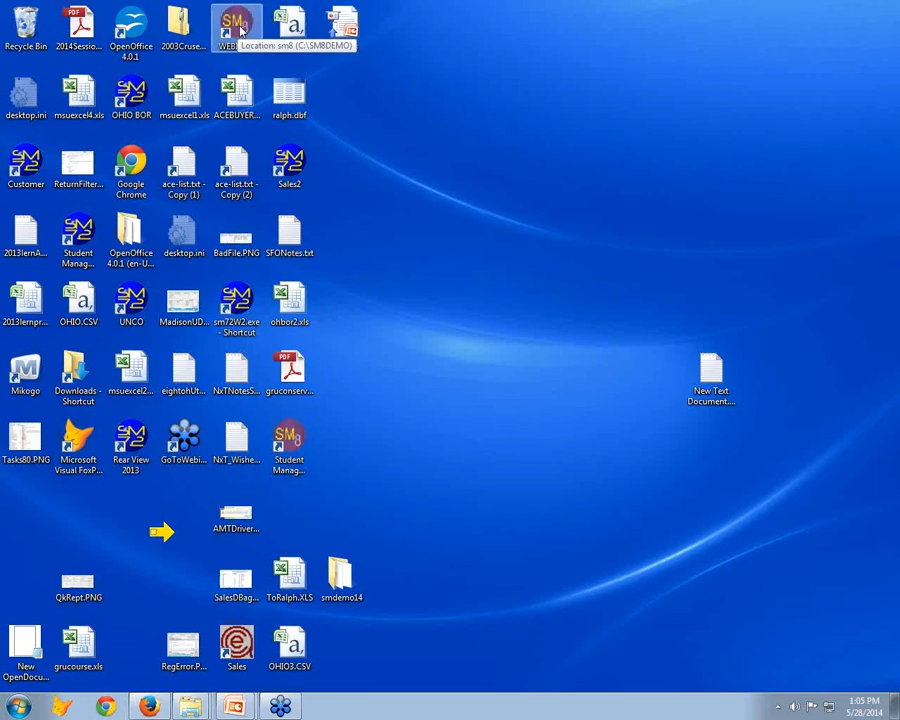 Recycle Bin
2014Sessio...
OpenOffice
4.0.1
2003Cruse...
SM8
Location: sm8 (C:\SM8DEMO)
desktop.ini
msuexcel4.xls
OHIO BOR
msuexcel1.xls
ACEBUYER...
ralph.dbf
Customer
ReturnFilter...
Google
Chrome
ace-list.txt -
Copy (1)
ace-list.txt -
Copy (2)
Sales2
2013lernA...
Student
Manag...
OpenOffice
4.0.1 (en-U...
desktop.ini
BadFile.PNG
SFONotes.txt
2013lernpr...
OHIO.CSV
UNCO
MadisonUD...
sm72W2.exe
- Shortcut
ohbor2.xls
Mikogo
Downloads -
Shortcut
msuexcel2...
eightohUt...
NxTNotesS...
gruconserv...
New Text
Document....
Tasks80.PNG
Microsoft
Visual FoxP...
Rear View
2013
GoToWebi...
NxT_Wishe...
Student
Manag...
AMTDriver...
QkRept.PNG
SalesDBag...
ToRalph.XLS
smdemo14
New
OpenDocu...
grucourse.xls
RegError.P...
Sales
OHIO3.CSV
1:05 PM
5/28/2014